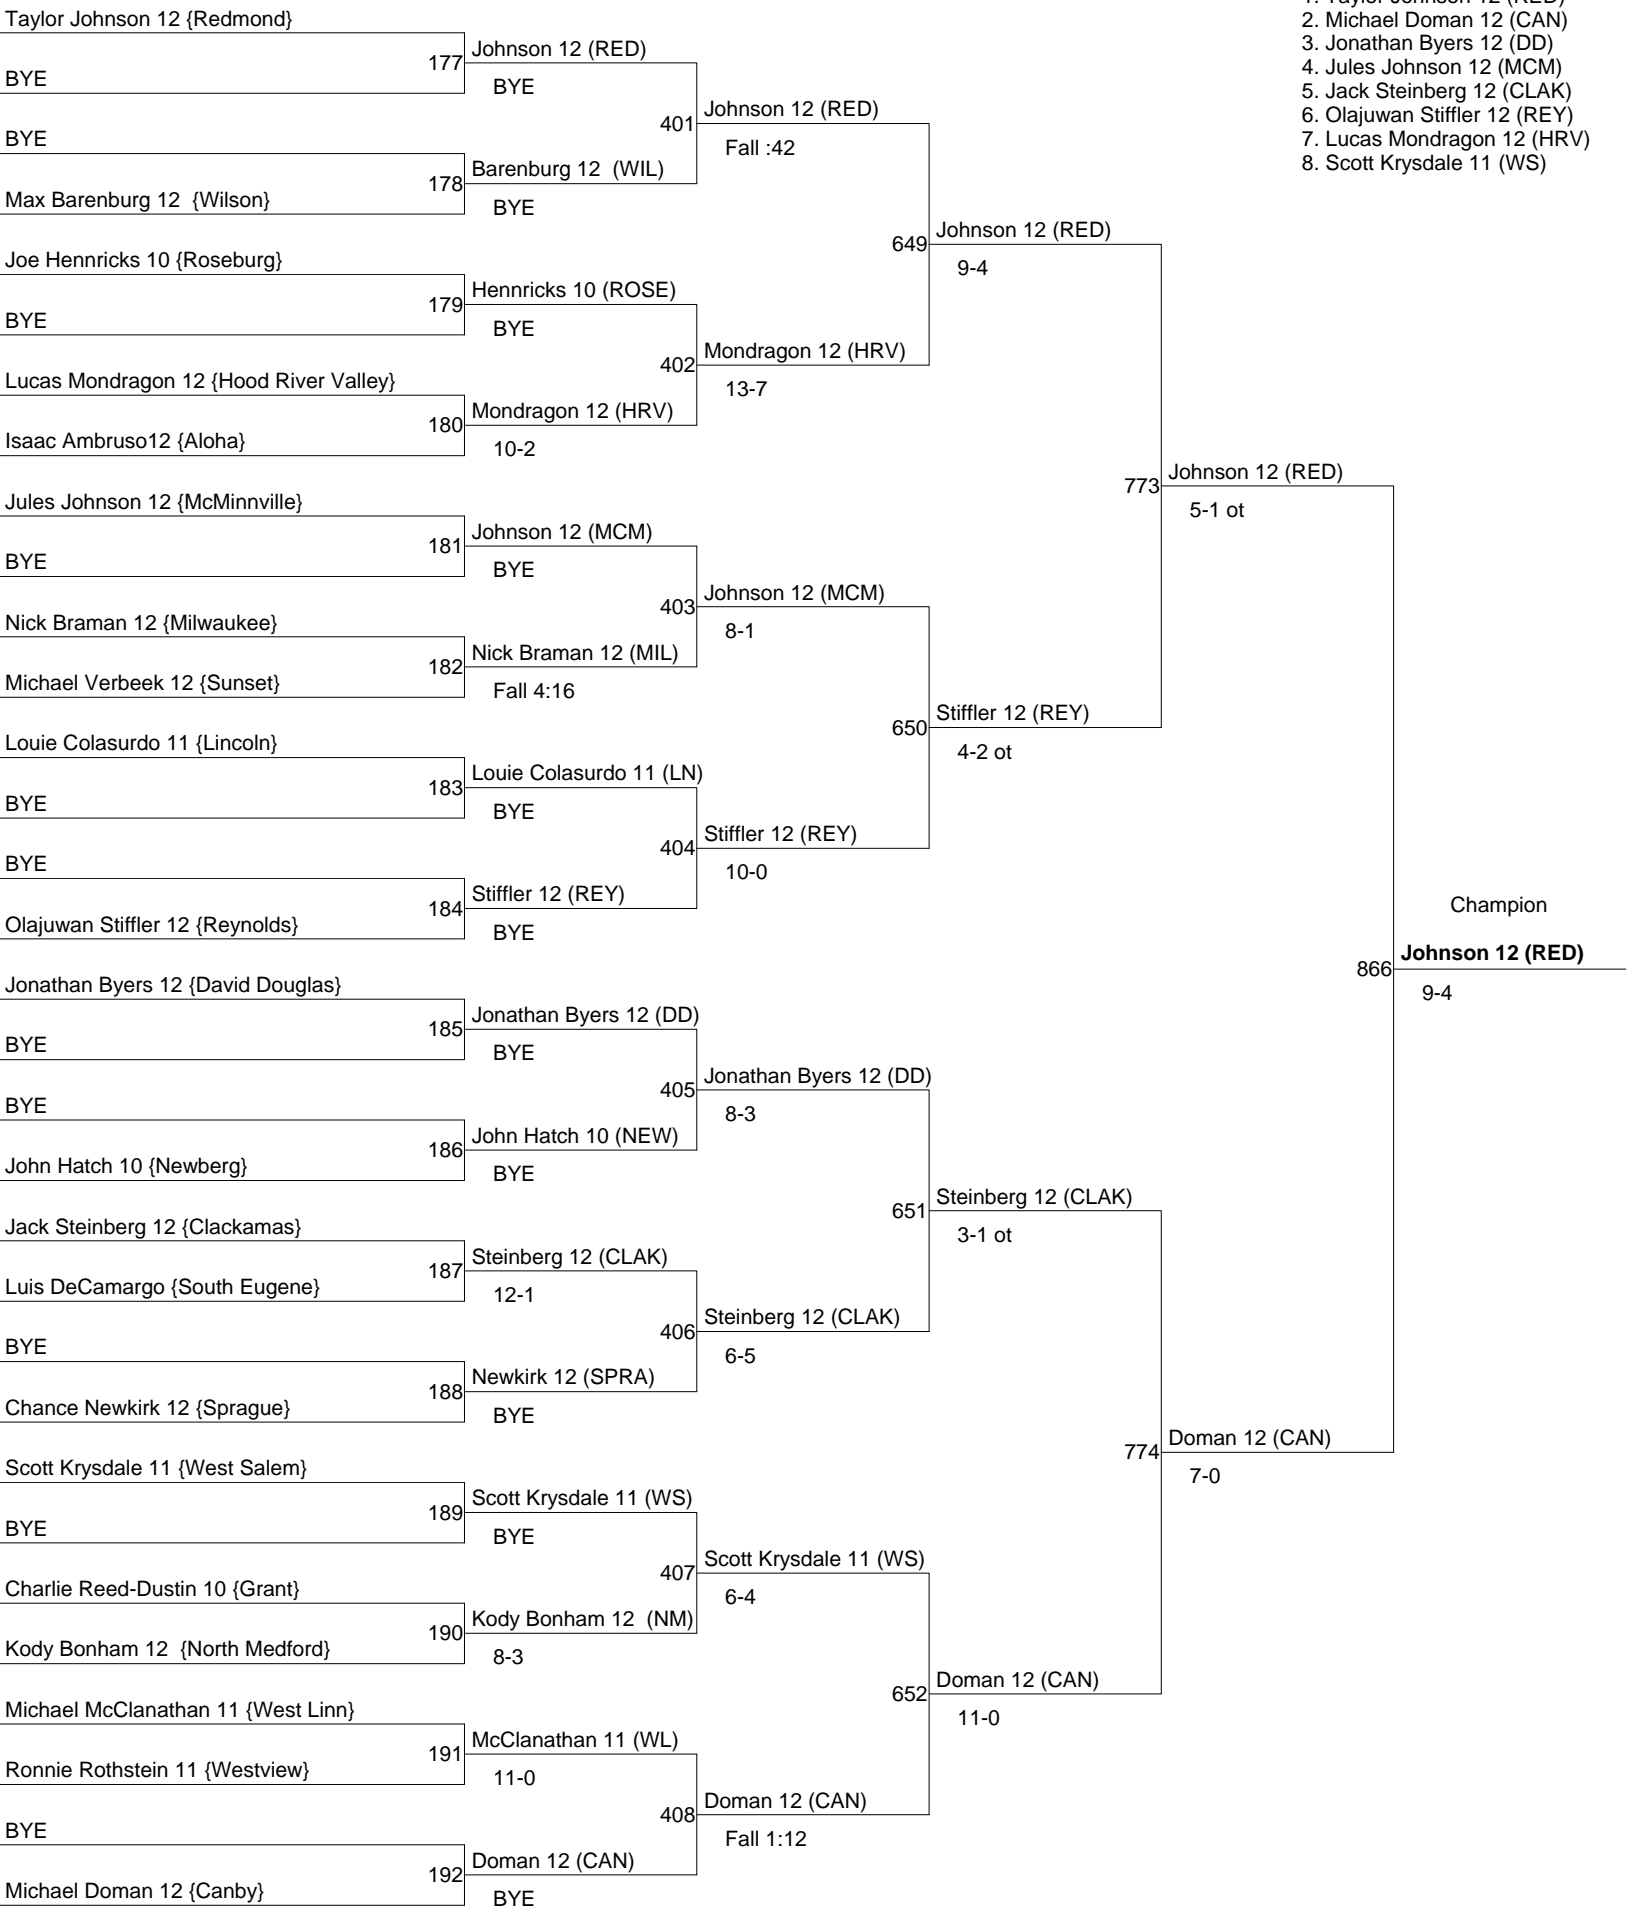 1. Taylor Johnson 12 (RED)
2. Michael Doman 12 (CAN)
3. Jonathan Byers 12 (DD)
4. Jules Johnson 12 (MCM)
5. Jack Steinberg 12 (CLAK)
6. Olajuwan Stiffler 12 (REY)
7. Lucas Mondragon 12 (HRV)
8. Scott Krysdale 11 (WS)
Taylor Johnson 12 {Redmond}
BYE
BYE
Max Barenburg 12  {Wilson}
Joe Hennricks 10 {Roseburg}
BYE
Lucas Mondragon 12 {Hood River Valley}
Isaac Ambruso12 {Aloha}
Jules Johnson 12 {McMinnville}
BYE
Nick Braman 12 {Milwaukee}
Michael Verbeek 12 {Sunset}
Louie Colasurdo 11 {Lincoln}
BYE
BYE
Olajuwan Stiffler 12 {Reynolds}
Jonathan Byers 12 {David Douglas}
BYE
BYE
John Hatch 10 {Newberg}
Jack Steinberg 12 {Clackamas}
Luis DeCamargo {South Eugene}
BYE
Chance Newkirk 12 {Sprague}
Scott Krysdale 11 {West Salem}
BYE
Charlie Reed-Dustin 10 {Grant}
Kody Bonham 12  {North Medford}
Michael McClanathan 11 {West Linn}
Ronnie Rothstein 11 {Westview}
BYE
Michael Doman 12 {Canby}
177 Johnson 12 (RED)
BYE
178 Barenburg 12  (WIL)
BYE
179 Hennricks 10 (ROSE)
BYE
180 Mondragon 12 (HRV)
10-2
181 Johnson 12 (MCM)
BYE
182 Nick Braman 12 (MIL)
Fall 4:16
183 Louie Colasurdo 11 (LN)
BYE
184 Stiffler 12 (REY)
BYE
185 Jonathan Byers 12 (DD)
BYE
186 John Hatch 10 (NEW)
BYE
187 Steinberg 12 (CLAK)
12-1
188 Newkirk 12 (SPRA)
BYE
189 Scott Krysdale 11 (WS)
BYE
190 Kody Bonham 12  (NM)
8-3
191 McClanathan 11 (WL)
11-0
192 Doman 12 (CAN)
BYE
401 Johnson 12 (RED)
Fall :42
402 Mondragon 12 (HRV)
13-7
403 Johnson 12 (MCM)
8-1
404 Stiffler 12 (REY)
10-0
405 Jonathan Byers 12 (DD)
8-3
406 Steinberg 12 (CLAK)
6-5
407 Scott Krysdale 11 (WS)
6-4
408 Doman 12 (CAN)
Fall 1:12
649 Johnson 12 (RED)
9-4
650 Stiffler 12 (REY)
4-2 ot
651 Steinberg 12 (CLAK)
3-1 ot
652 Doman 12 (CAN)
11-0
773 Johnson 12 (RED)
5-1 ot
774 Doman 12 (CAN)
7-0
Champion
866 Johnson 12 (RED)
9-4